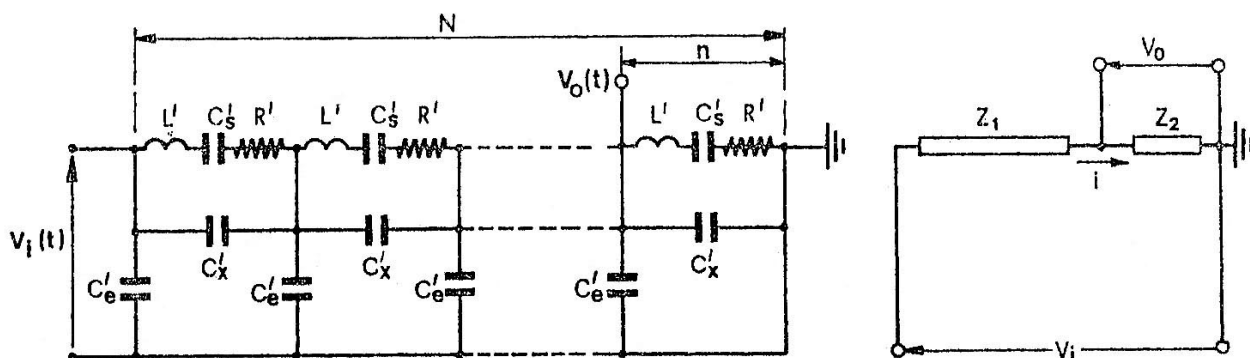 N
n
V₀(t)
L' C'ₛ R' L' C'ₛ R' L' C'ₛ R'
Vᵢ(t)
C'ₓ C'ₓ C'ₓ
C'ₑ C'ₑ C'ₑ C'ₑ
V₀
Z₁ Z₂
i
Vᵢ